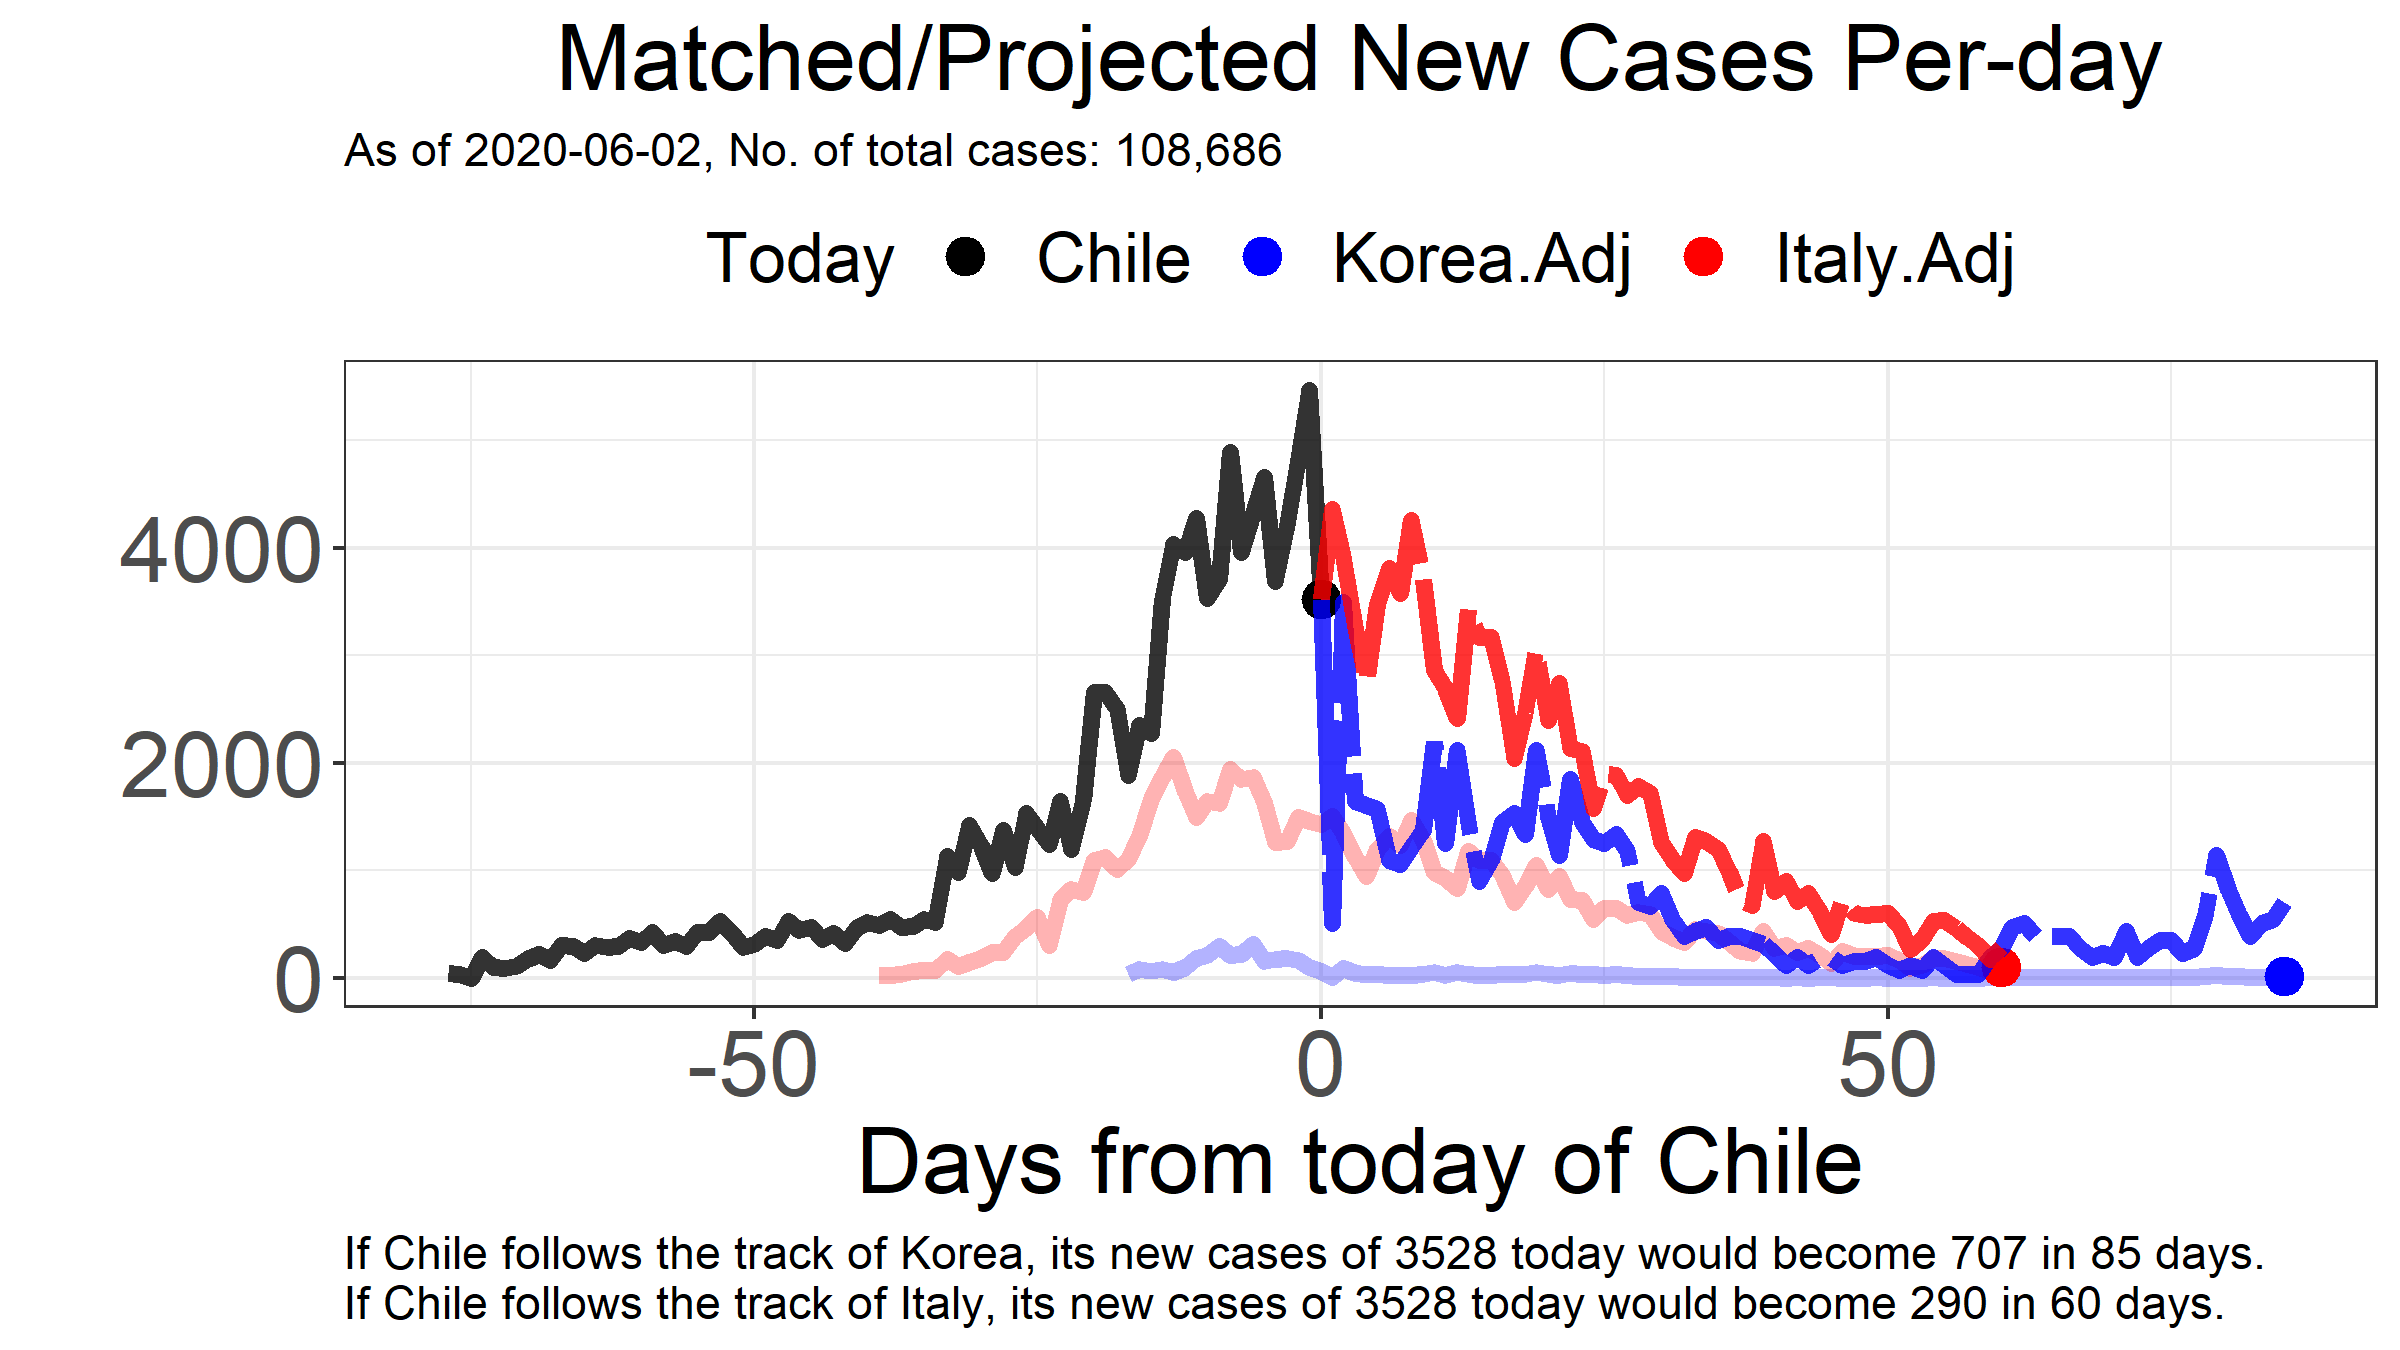 Matched/Projected New Cases Per-day
As of 2020-06-02, No. of total cases: 108,686
Today Chile Korea.Adj Italy.Adj
4000
2000
0
-50 0 50
Days from today of Chile
If Chile follows the track of Korea, its new cases of 3528 today would become 707 in 85 days.
If Chile follows the track of Italy, its new cases of 3528 today would become 290 in 60 days.